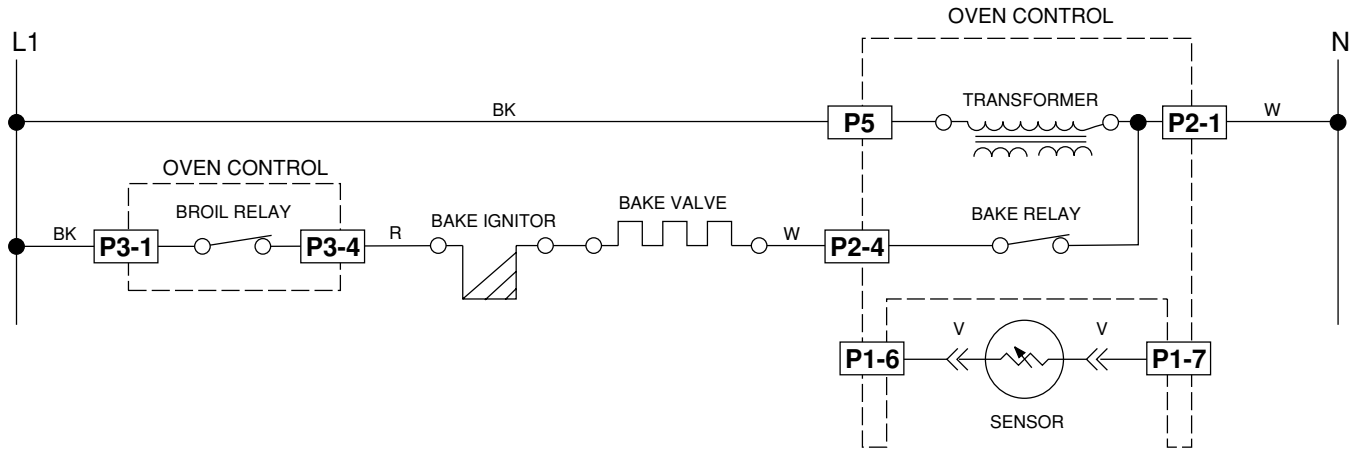 OVEN CONTROL
L1
N
BK
P5
TRANSFORMER
P2-1
W
OVEN CONTROL
BROIL RELAY
BK
P3-1
P3-4
R
BAKE IGNITOR
BAKE VALVE
W
P2-4
BAKE RELAY
P1-6
V
V
P1-7
SENSOR